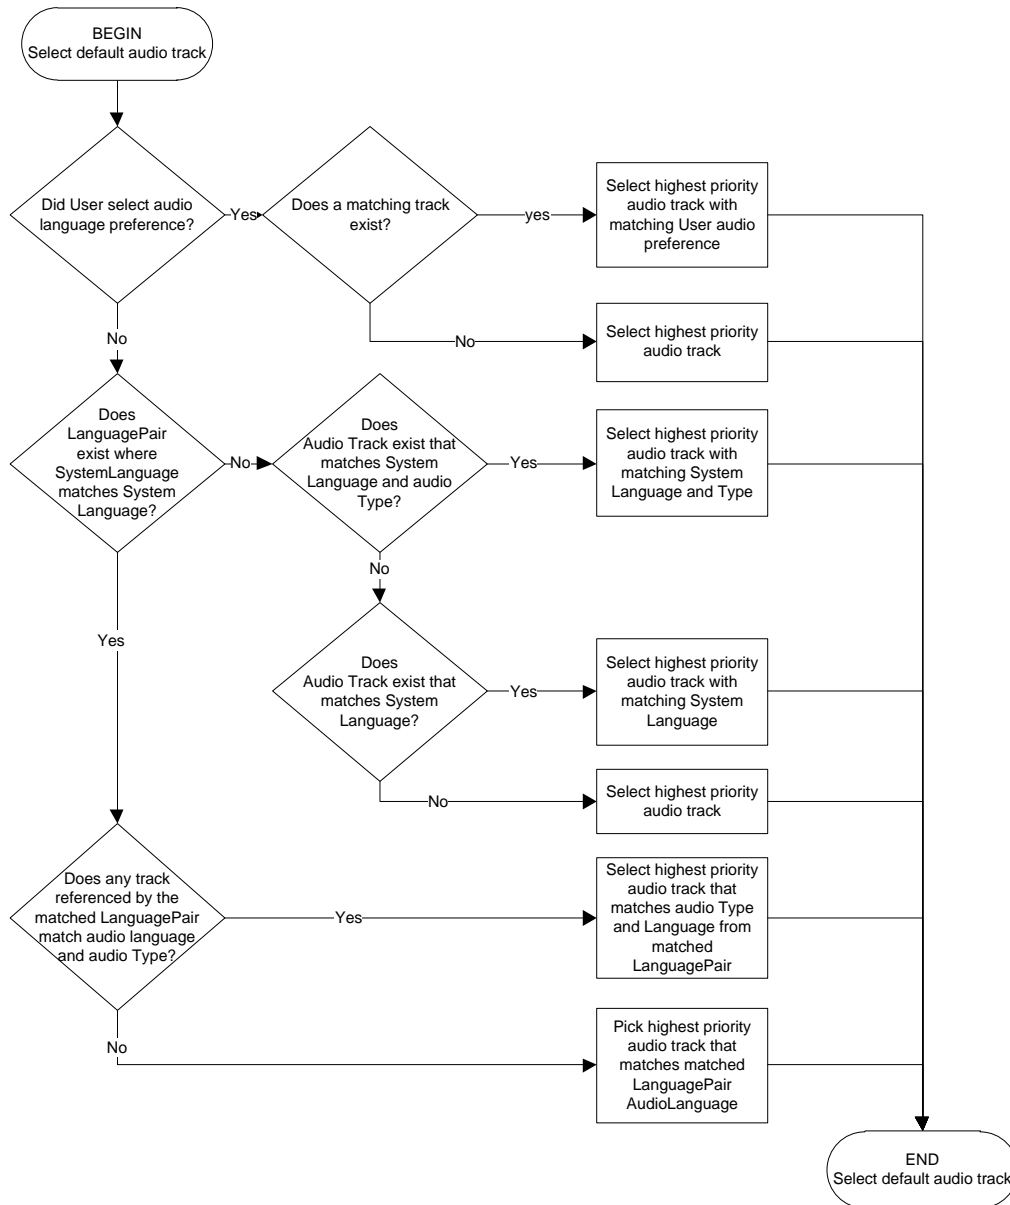 BEGIN
Select default audio track
Did User select audio
language preference?
Yes
Does a matching track
exist?
yes
Select highest priority
audio track with
matching User audio
preference
No
Select highest priority
audio track
No
Does
LanguagePair
exist where
SystemLanguage
matches System
Language?
No
Does
Audio Track exist that
matches System
Language and audio
Type?
Yes
Select highest priority
audio track with
matching System
Language and Type
No
Yes
Does
Audio Track exist that
matches System
Language?
Yes
Select highest priority
audio track with
matching System
Language
No
Select highest priority
audio track
Does any track
referenced by the
matched LanguagePair
match audio language
and audio Type?
Yes
Select highest priority
audio track that
matches audio Type
and Language from
matched
LanguagePair
No
Pick highest priority
audio track that
matches matched
LanguagePair
AudioLanguage
END
Select default audio track